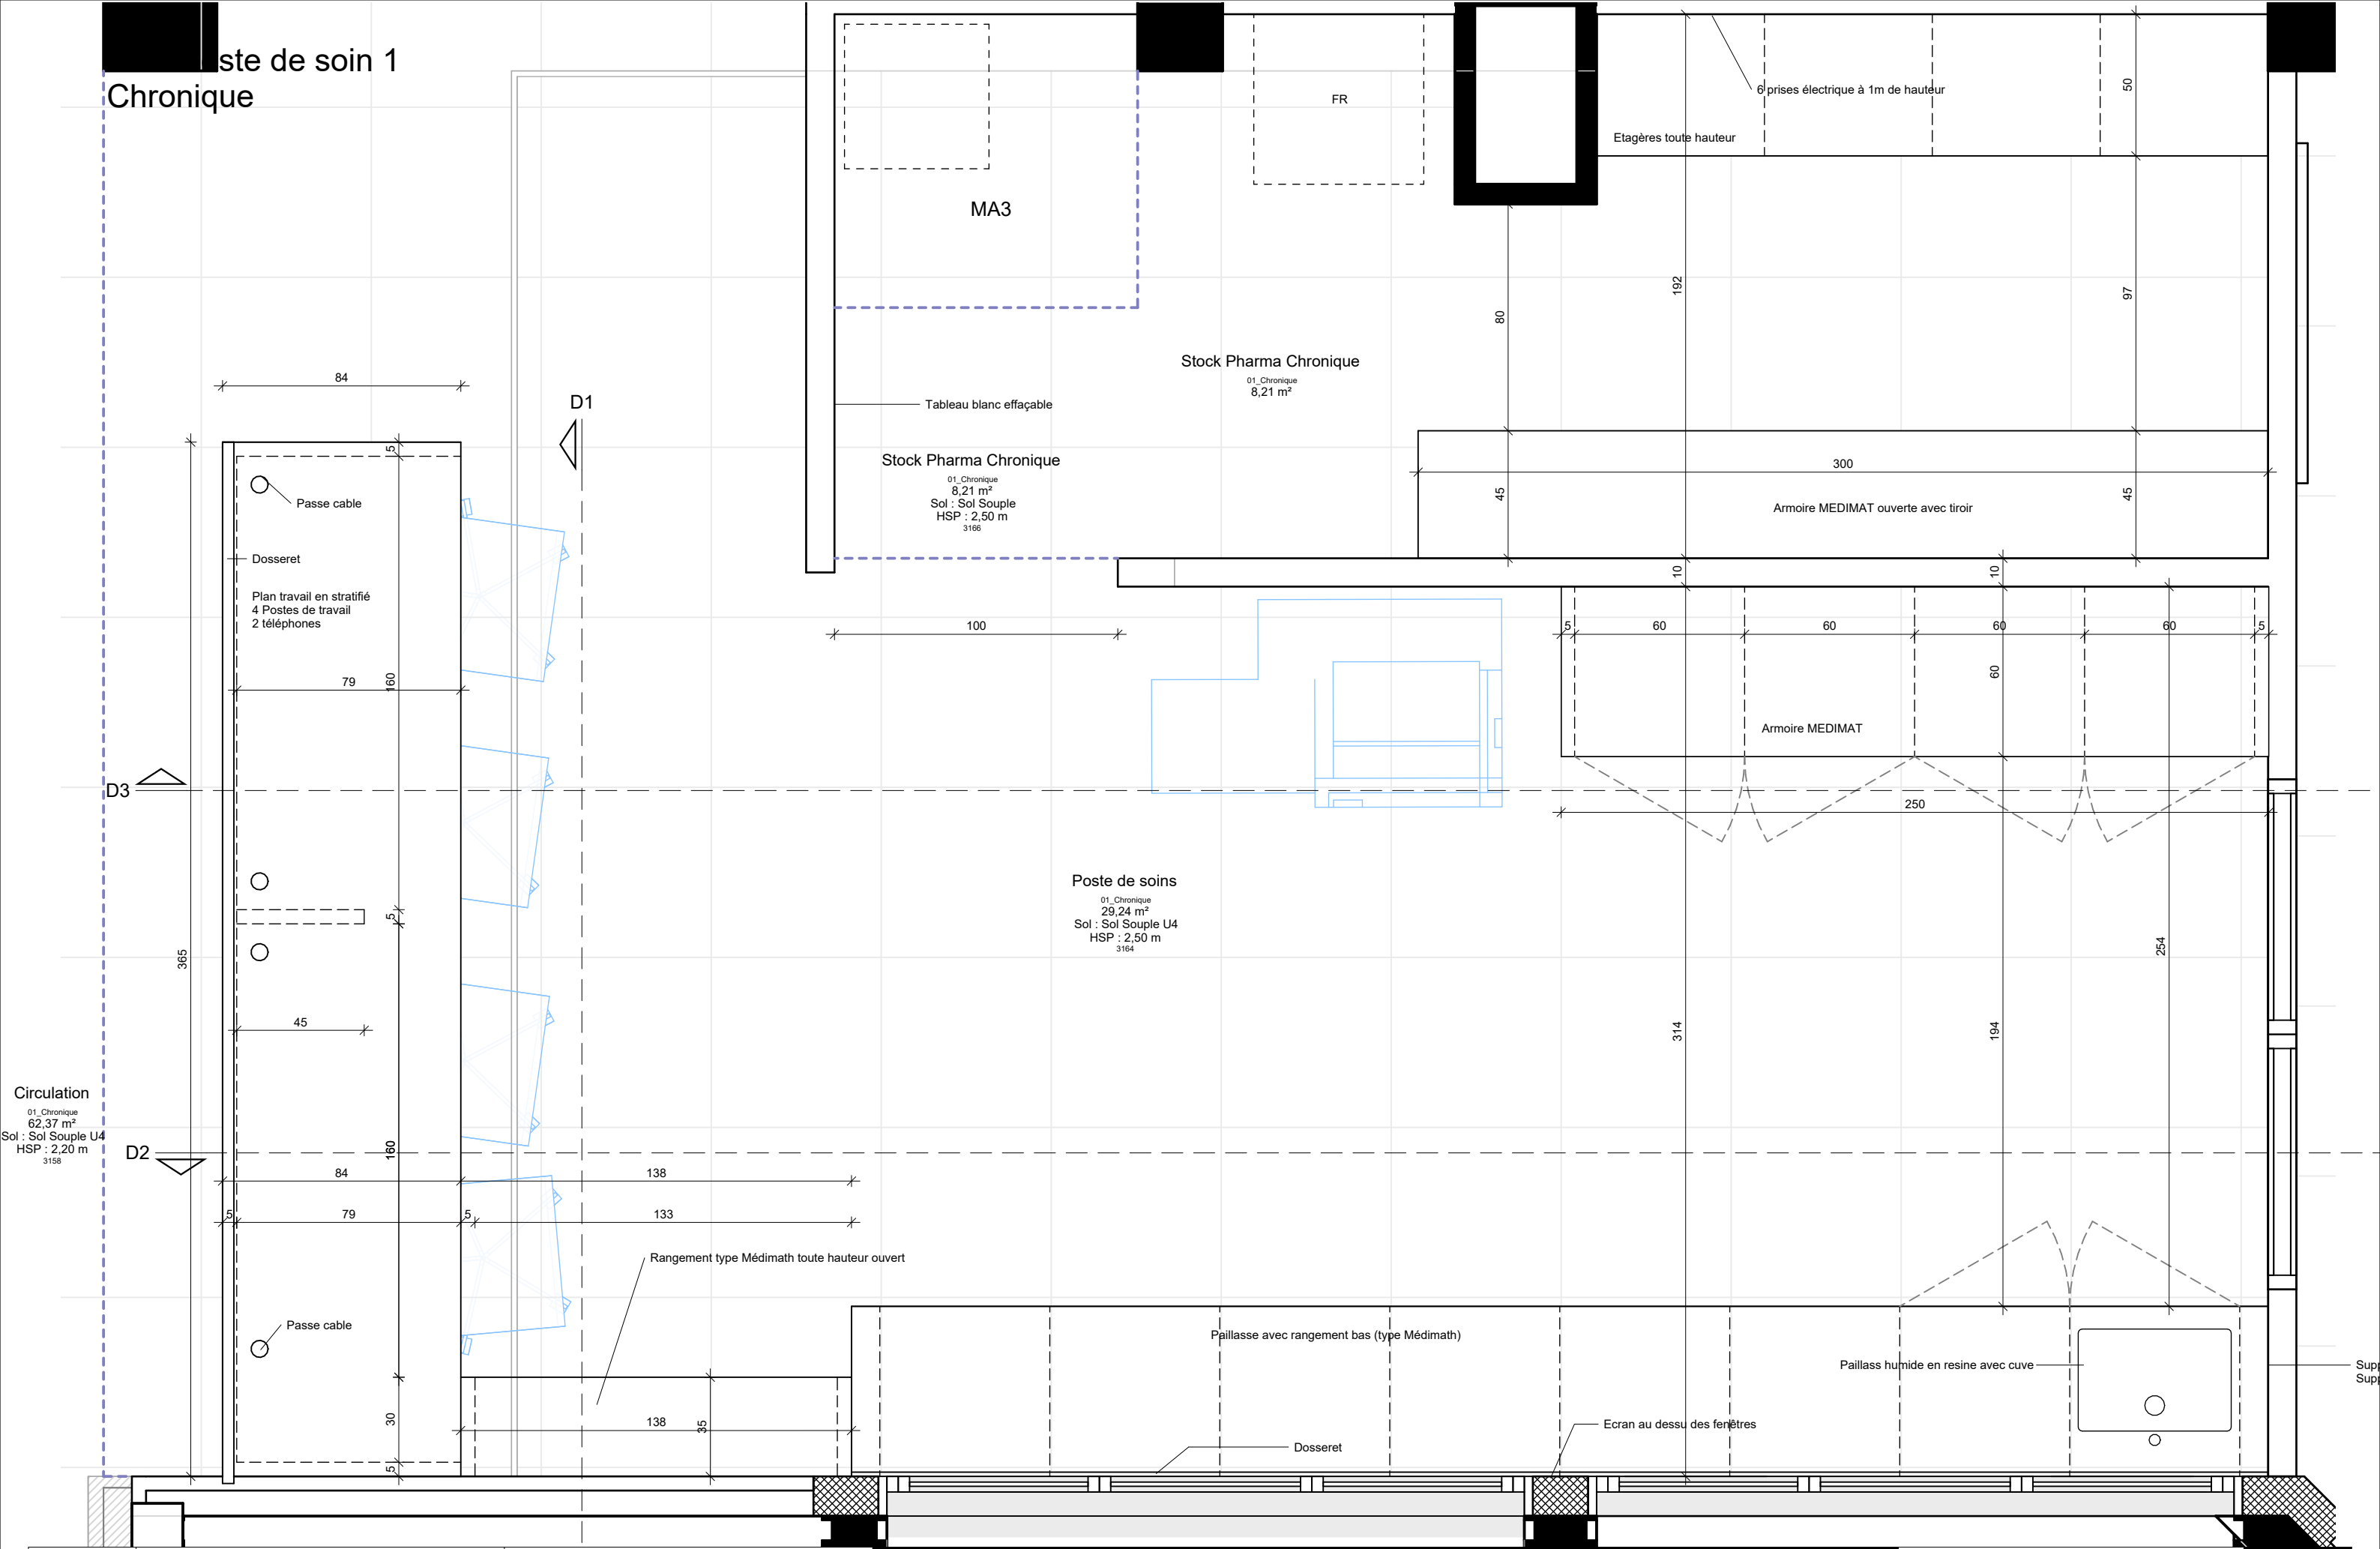 ste de soin 1
Chronique
FR
6 prises électrique à 1m de hauteur
50
Etagères toute hauteur
MA3
192
97
80
Stock Pharma Chronique
01_Chronique
8,21 m²
84
D1
Tableau blanc effaçable
5
Stock Pharma Chronique
01_Chronique
8,21 m²
Sol : Sol Souple
HSP : 2,50 m
3166
300
45
45
Armoire MEDIMAT ouverte avec tiroir
Passe cable
Dosseret
10
10
Plan travail en stratifié
4 Postes de travail
2 téléphones
100
5
60
60
60
60
5
79
160
60
Armoire MEDIMAT
D3
250
Poste de soins
01_Chronique
29,24 m²
Sol : Sol Souple U4
HSP : 2,50 m
3164
5
365
254
45
314
194
Circulation
01_Chronique
62,37 m²
Sol : Sol Souple U4
HSP : 2,20 m
3158
D2
160
84
138
5
79
5
133
Rangement type Médimath toute hauteur ouvert
Passe cable
Paillasse avec rangement bas (type Médimath)
Paillass humide en resine avec cuve
Supp
Supp
30
138
35
Ecran au dessu des fenêtres
Dosseret
5